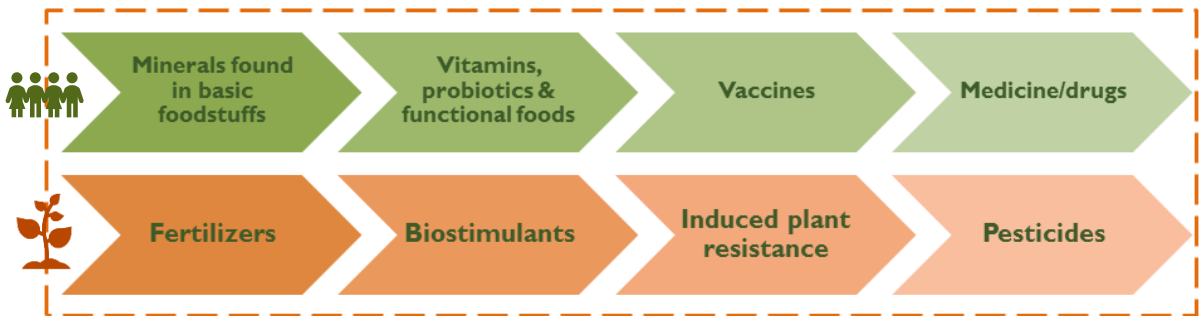 Minerals found
in basic
foodstuffs
Vitamins,
probiotics &
functional foods
Vaccines
Medicine/drugs
Fertilizers
Biostimulants
Induced plant
resistance
Pesticides